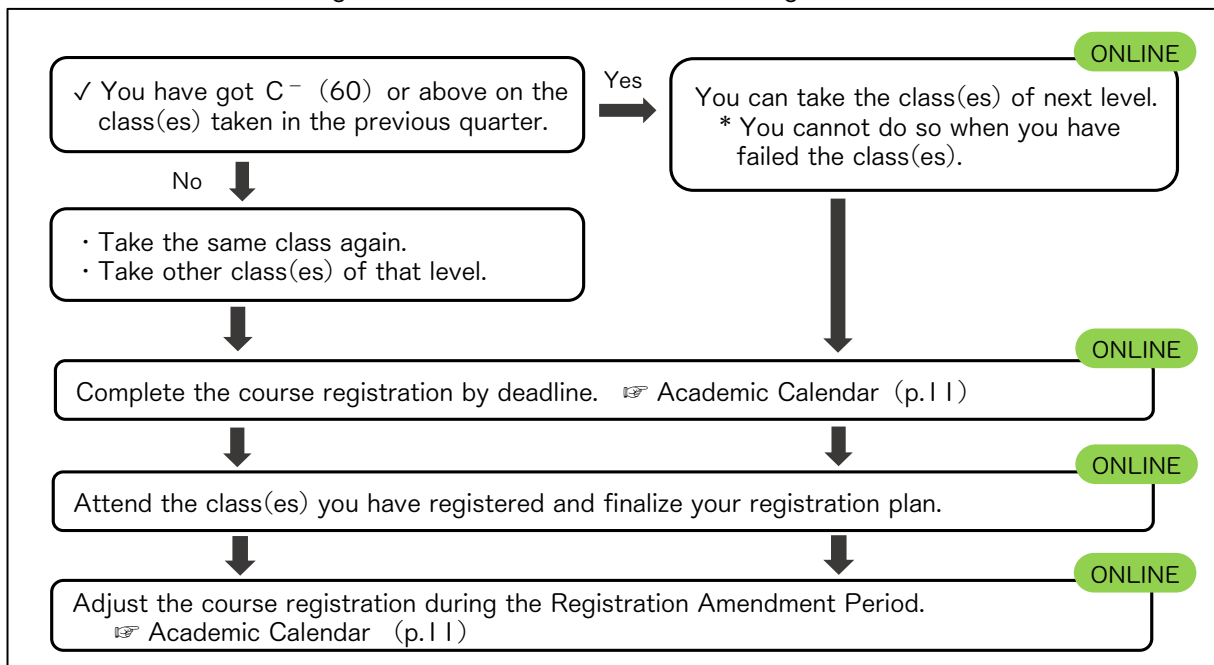 ONLINE
✓ You have got C⁻ (60) or above on the
class(es) taken in the previous quarter.
Yes
You can take the class(es) of next level.
* You cannot do so when you have
failed the class(es).
No
・Take the same class again.
・Take other class(es) of that level.
ONLINE
Complete the course registration by deadline. ☞ Academic Calendar (p.11)
ONLINE
Attend the class(es) you have registered and finalize your registration plan.
ONLINE
Adjust the course registration during the Registration Amendment Period.
☞ Academic Calendar (p.11)